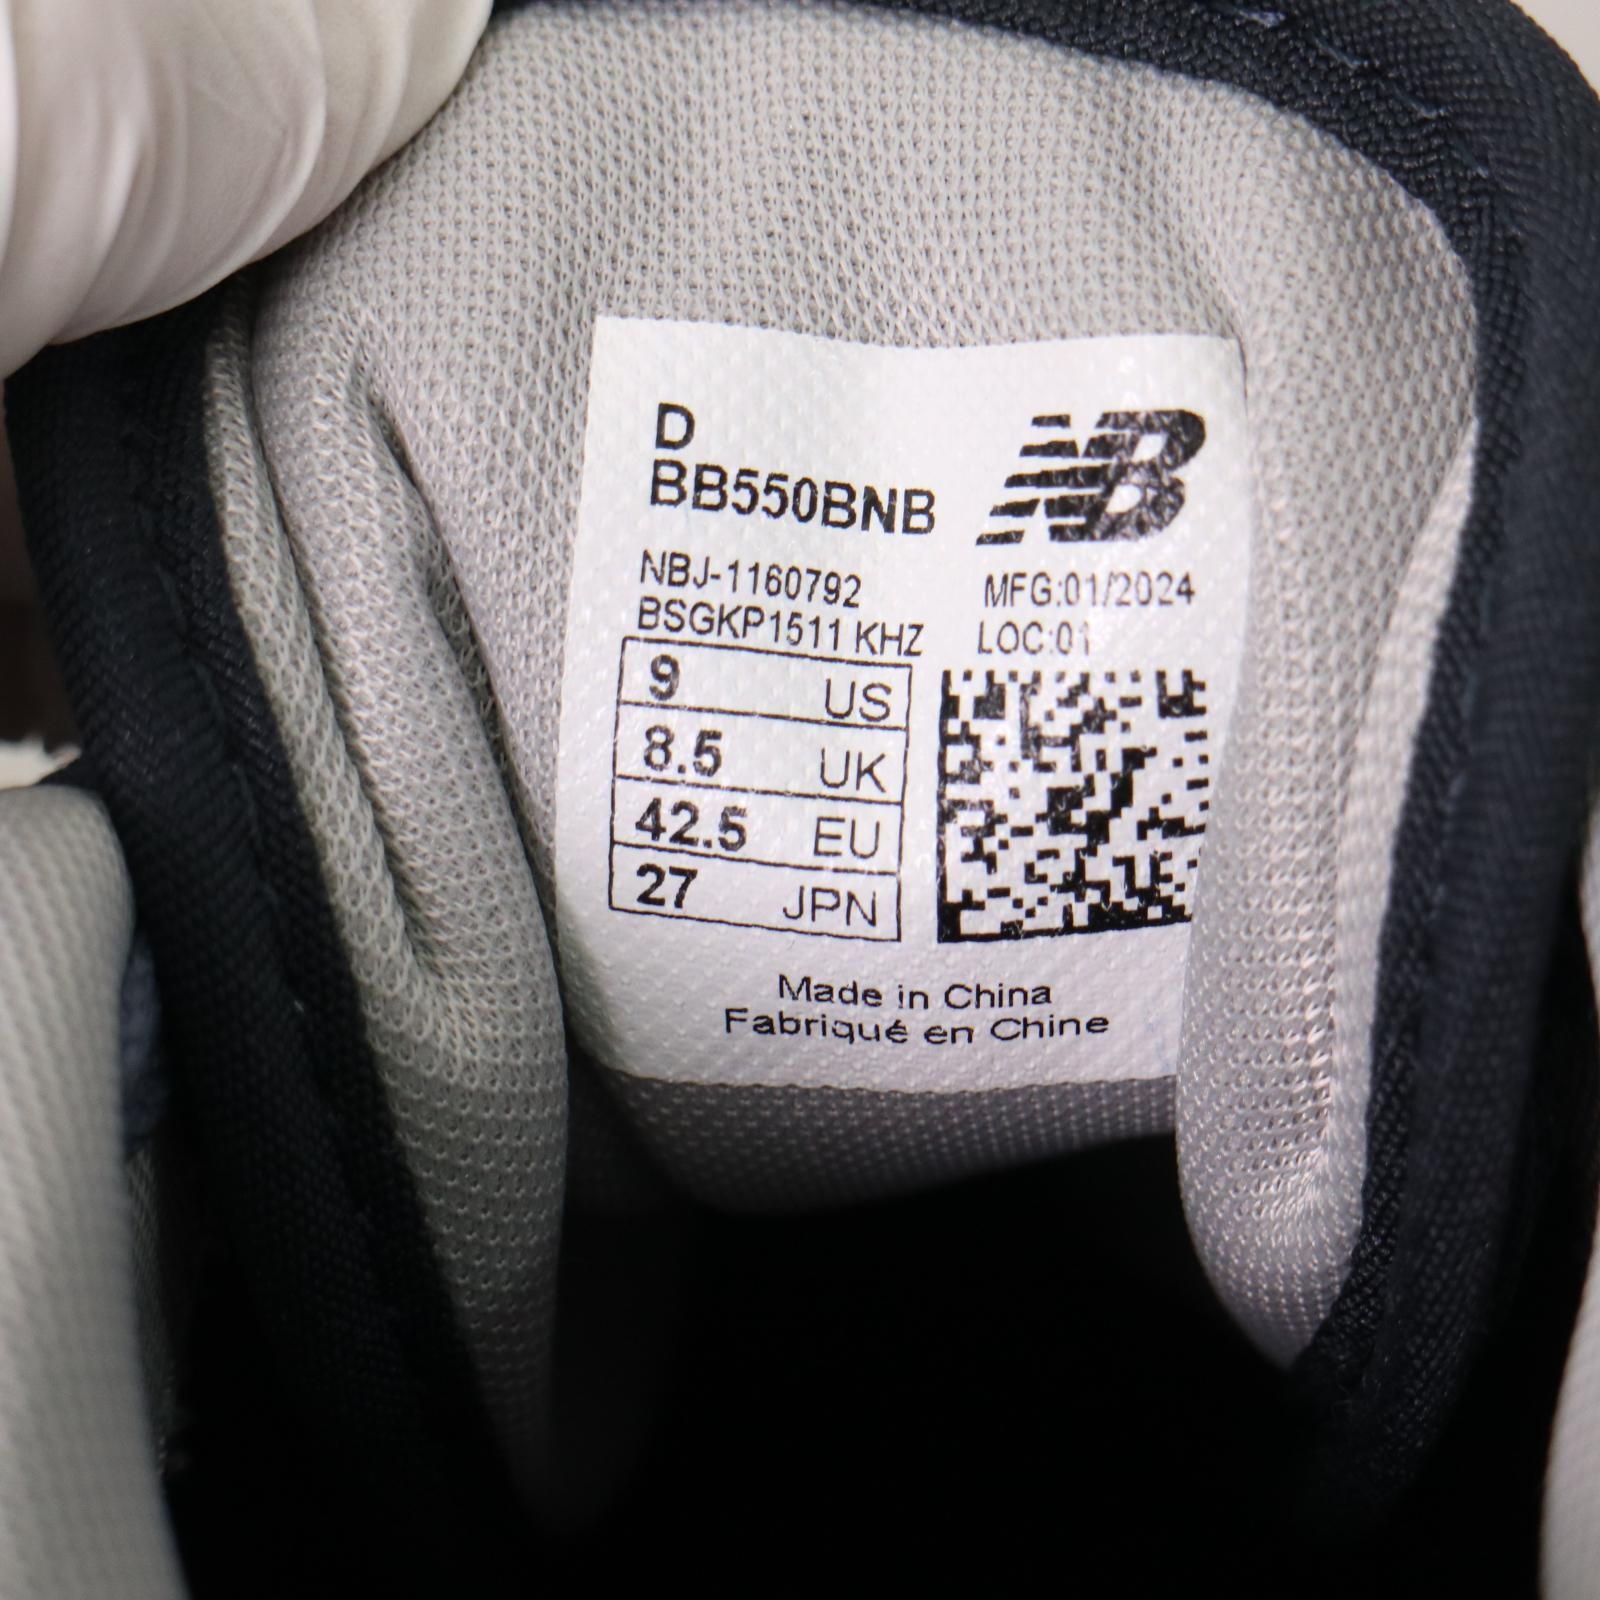 D
BB550BNB
NB
NBJ-1160792
MFG:01/2024
BSGKP1511 KHZ
LOC:01
9 US
8.5 UK
42.5 EU
27 JPN
Made in China
Fabriqué en Chine